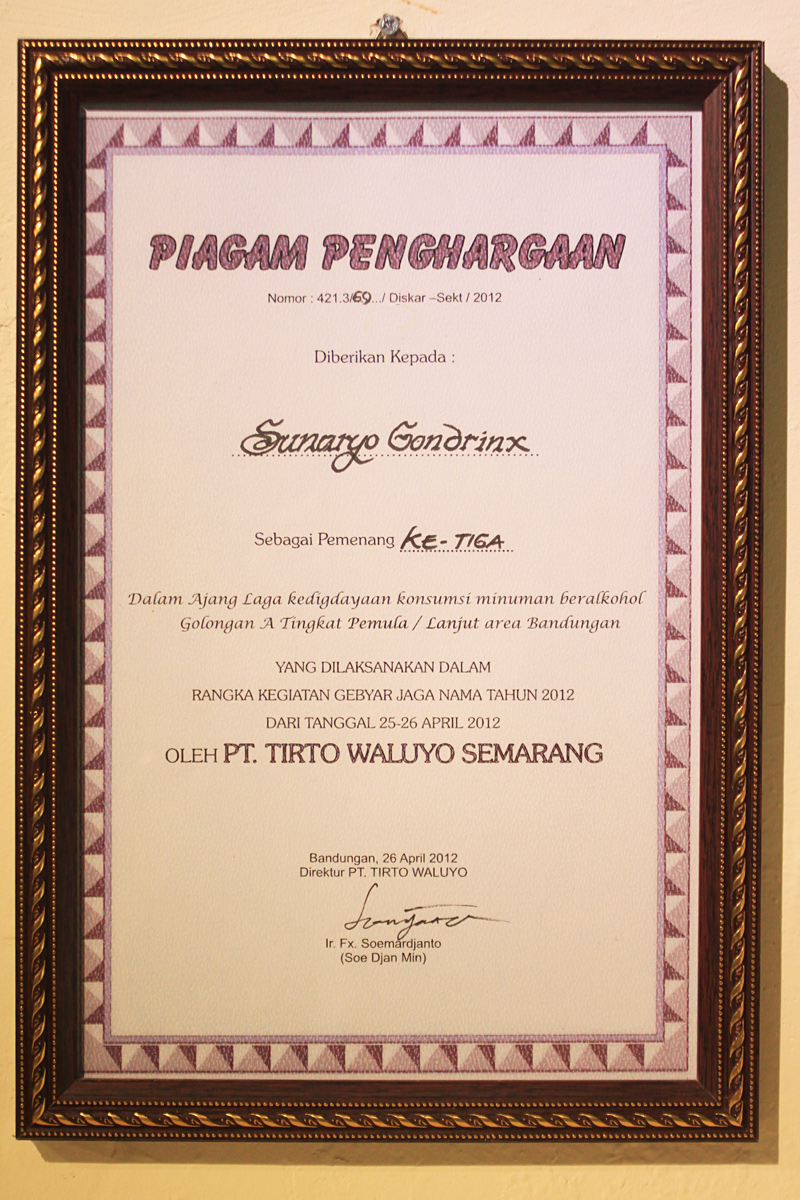 PIAGAM PENGHARGAAN
Nomor : 421.3/69.../ Diskar –Sekt / 2012
Diberikan Kepada :
Sunaryo Gondrinx
Sebagai Pemenang KE-TIGA
Dalam Ajang Laga kedigdayaan konsumsi minuman beralkohol
Golongan A Tingkat Pemula / Lanjut area Bandungan
YANG DILAKSANAKAN DALAM
RANGKA KEGIATAN GEBYAR JAGA NAMA TAHUN 2012
DARI TANGGAL 25-26 APRIL 2012
OLEH PT. TIRTO WALUYO SEMARANG
Bandungan, 26 April 2012
Direktur PT. TIRTO WALUYO
Ir. Fx. Soemardjanto
(Soe Djan Min)